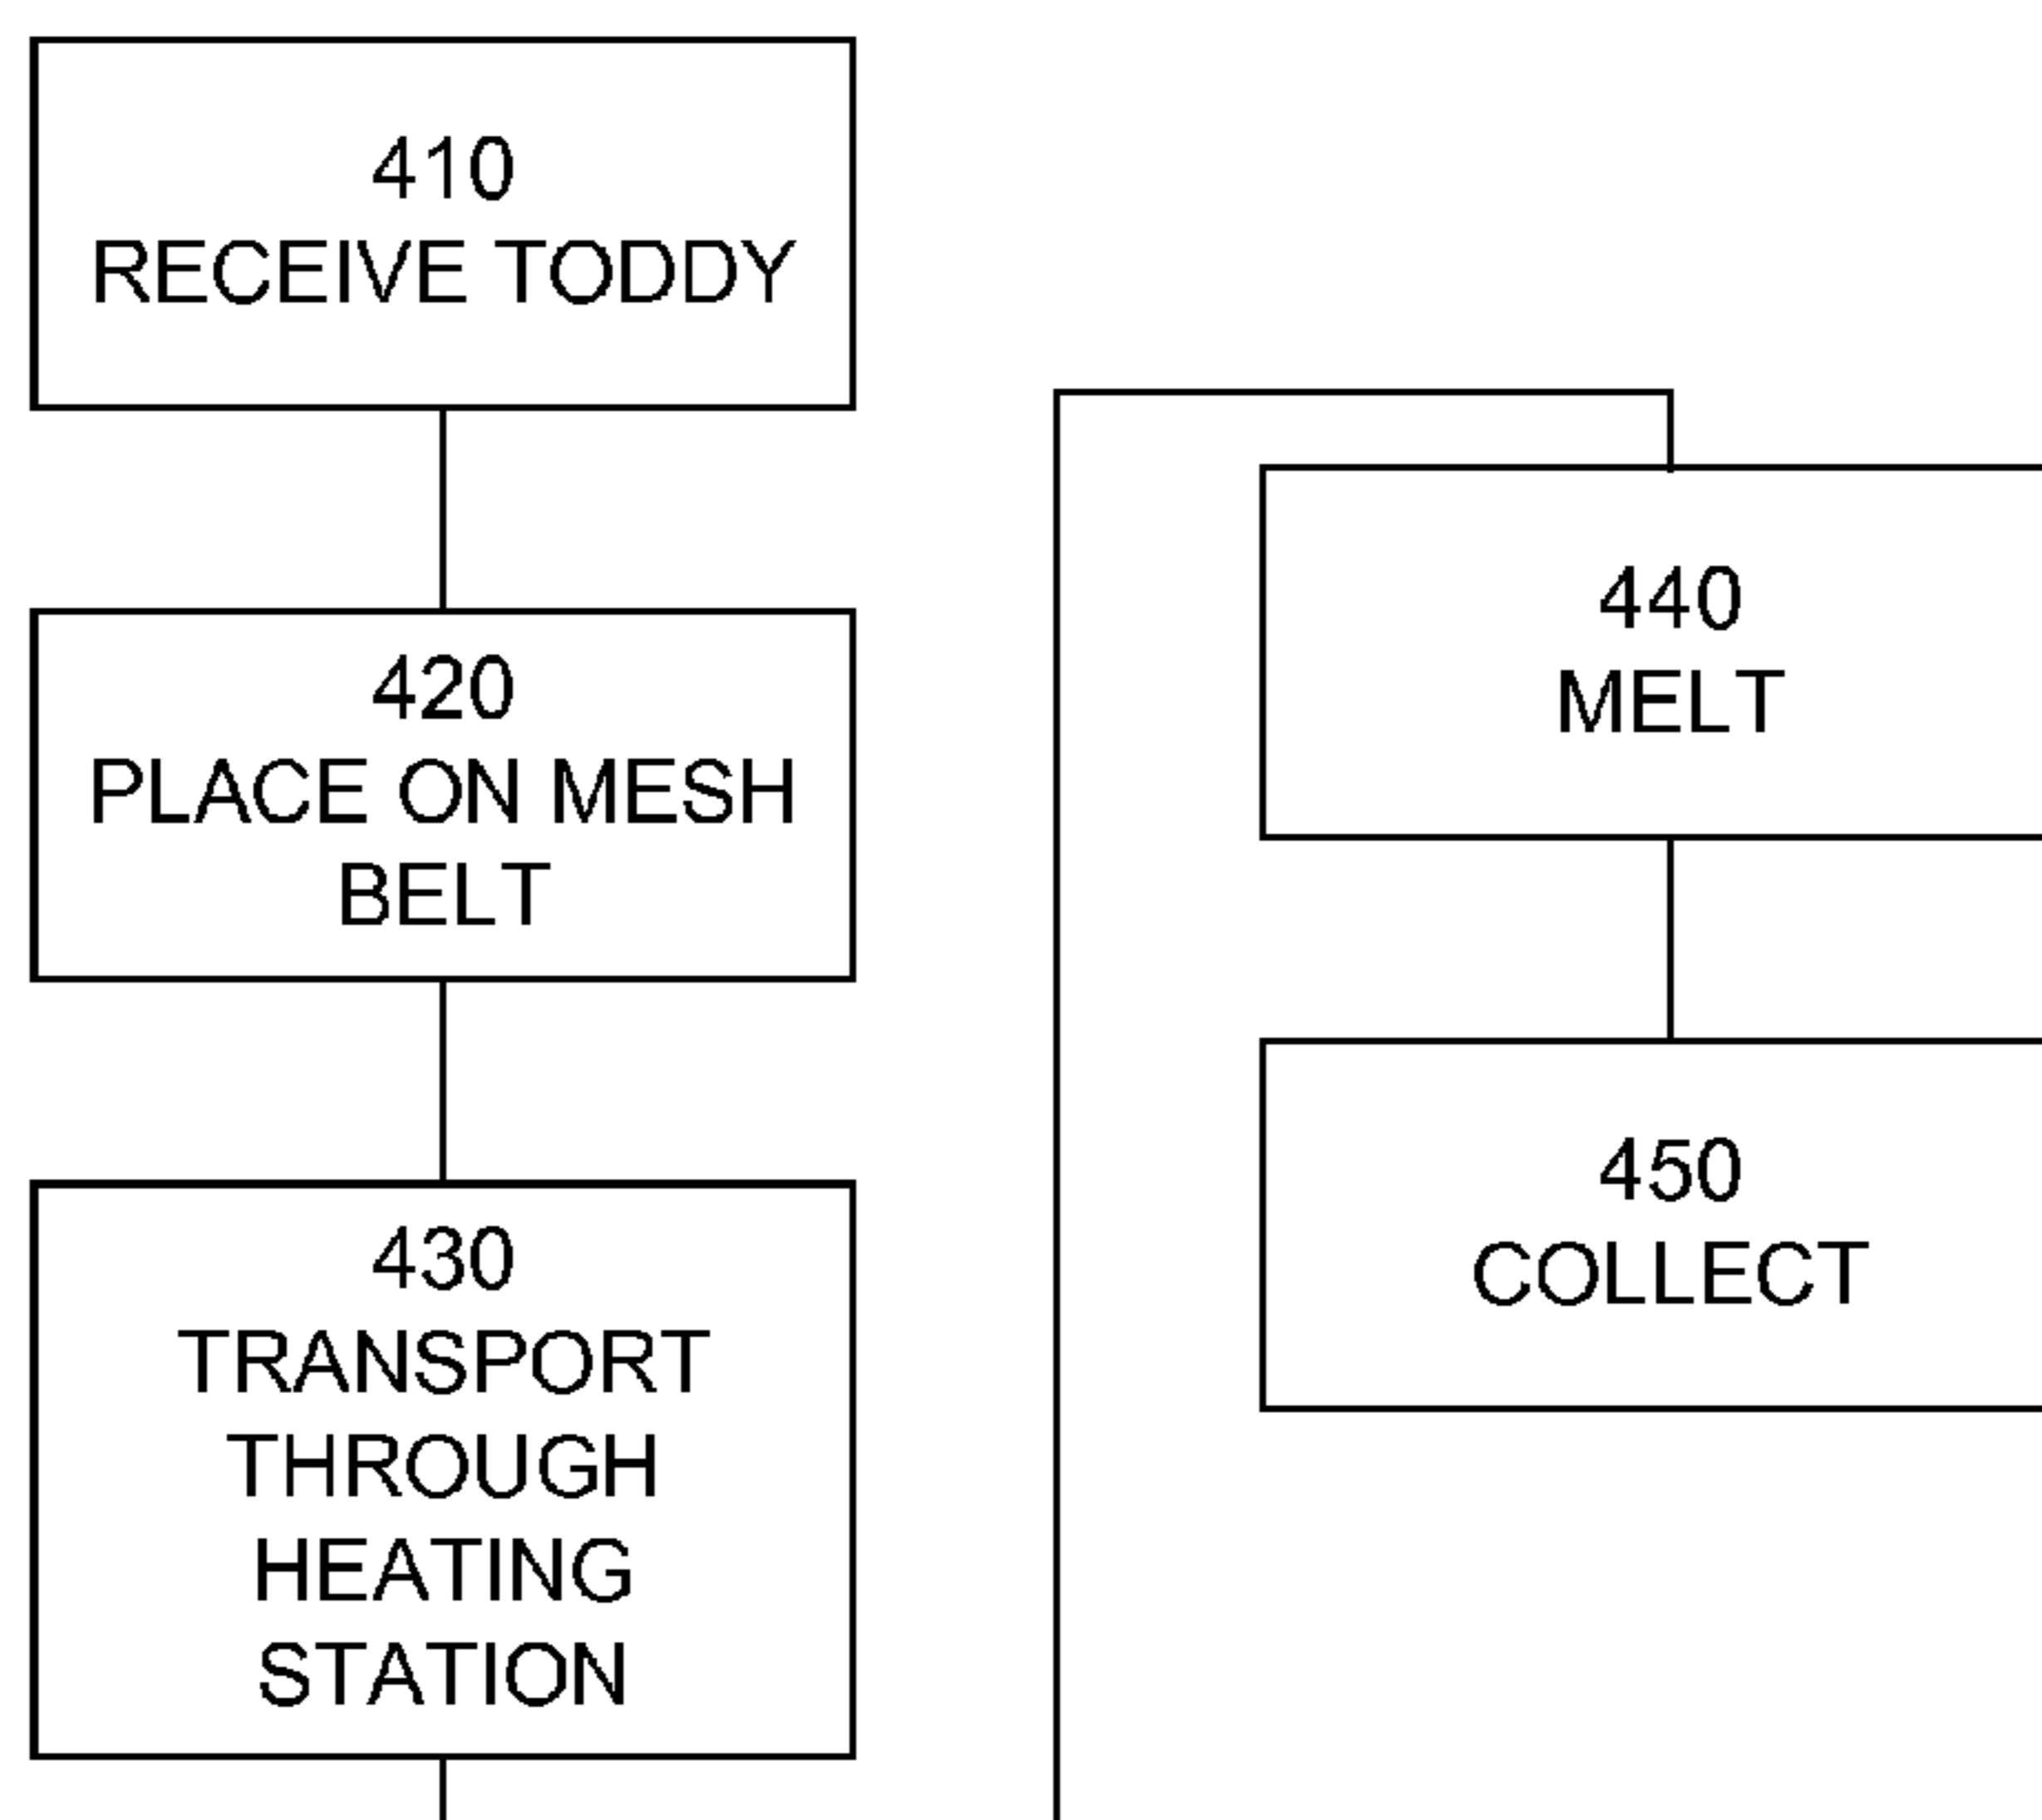 410
RECEIVE TODDY
420
PLACE ON MESH
BELT
430
TRANSPORT
THROUGH
HEATING
STATION
440
MELT
450
COLLECT